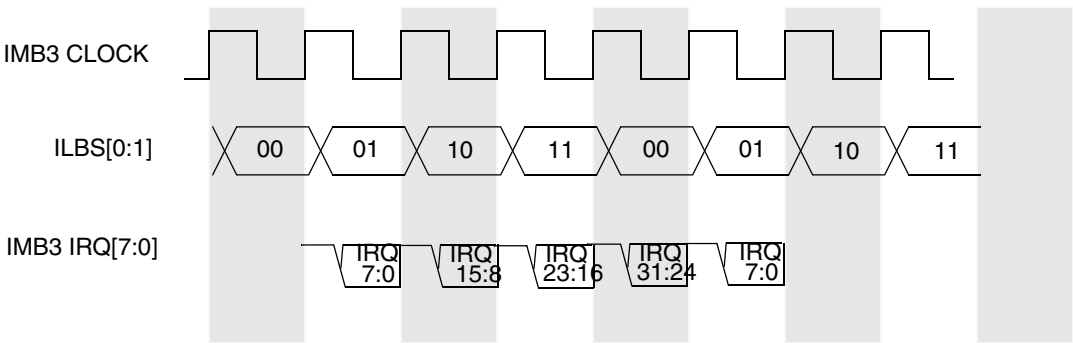 IMB3 CLOCK
ILBS[0:1]
00 01 10 11 00 01 10 11
IMB3 IRQ[7:0]
IRQ IRQ IRQ IRQ IRQ
7:0 15:8 23:16 31:24 7:0